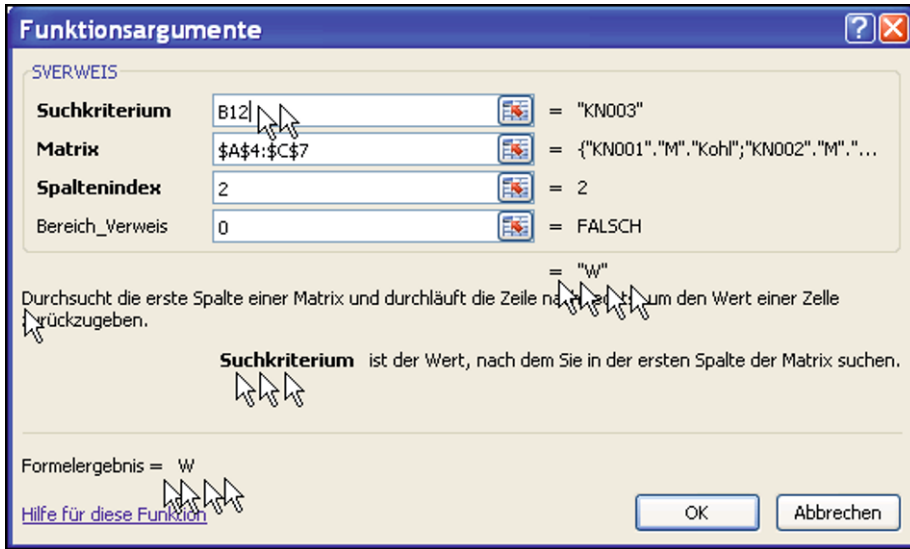 Funktionsargumente
SVERWEIS
Suchkriterium B12 = "KN003"
Matrix $A$4:$C$7 = {"KN001"."M"."Kohl";"KN002"."M"."...
Spaltenindex 2 = 2
Bereich_Verweis 0 = FALSCH
= "W"
Durchsucht die erste Spalte einer Matrix und durchläuft die Zeile nach rechts, um den Wert einer Zelle
zurückzugeben.
Suchkriterium ist der Wert, nach dem Sie in der ersten Spalte der Matrix suchen.
Formelergebnis = W
Hilfe für diese Funktion
OK Abbrechen